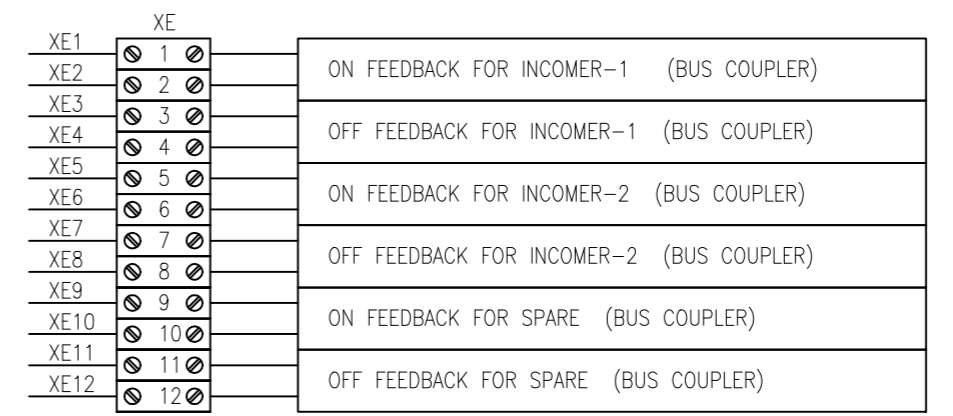 XE
XE1
1
ON FEEDBACK FOR INCOMER-1 (BUS COUPLER)
XE2
2
XE3
3
OFF FEEDBACK FOR INCOMER-1 (BUS COUPLER)
XE4
4
XE5
5
ON FEEDBACK FOR INCOMER-2 (BUS COUPLER)
XE6
6
XE7
7
OFF FEEDBACK FOR INCOMER-2 (BUS COUPLER)
XE8
8
XE9
9
ON FEEDBACK FOR SPARE (BUS COUPLER)
XE10
10
XE11
11
OFF FEEDBACK FOR SPARE (BUS COUPLER)
XE12
12